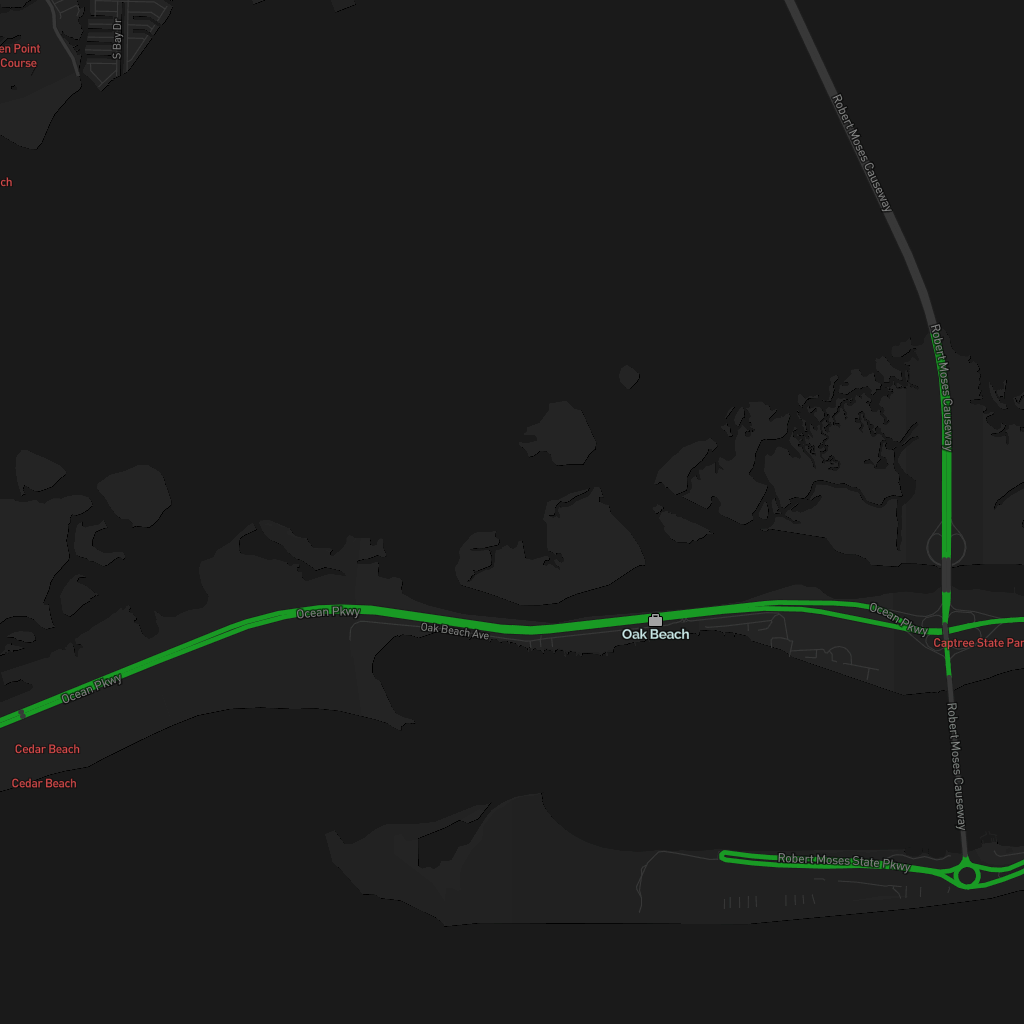 S Bay Dr
en Point
Course
Robert Moses Causeway
ch
Robert Moses Causeway
Ocean Pkwy
Ocean Pkwy
Oak Beach Ave
Oak Beach
Captree State Par
Ocean Pkwy
Robert Moses Causeway
Cedar Beach
Cedar Beach
Robert Moses State Pkwy